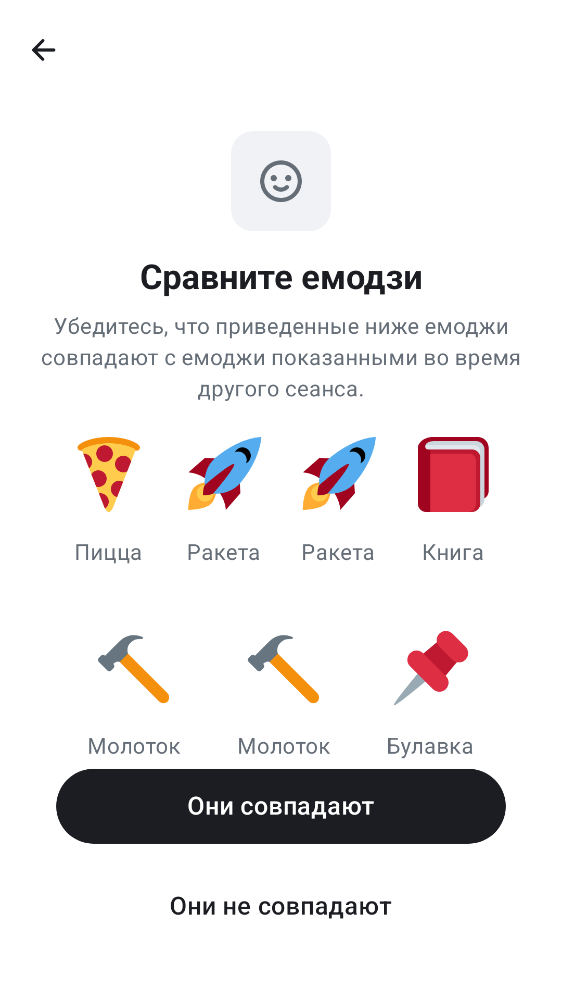 Сравните емодзи
Убедитесь, что приведенные ниже емоджи
совпадают с емоджи показанными во время
другого сеанса.
Пицца Ракета Ракета Книга
Молоток Молоток Булавка
Они совпадают
Они не совпадают